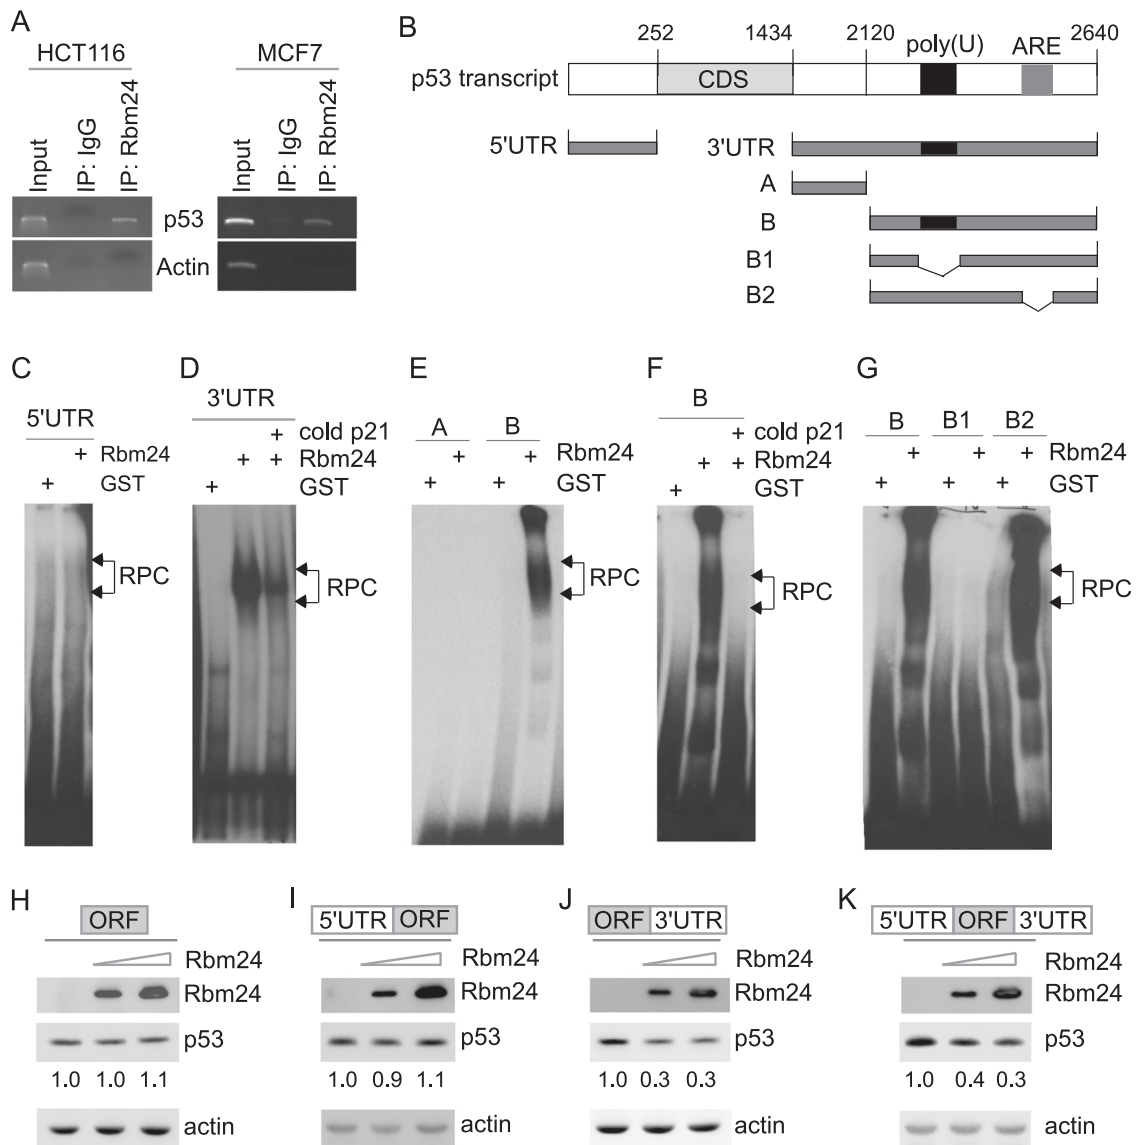 A
HCT116
MCF7
Input
IP: IgG
IP: Rbm24
Input
IP: IgG
IP: Rbm24
p53
Actin
B
252 1434 2120 poly(U) ARE 2640
p53 transcript CDS
5'UTR 3'UTR
A
B
B1
B2
C
5'UTR
+ Rbm24
+ GST
RPC
D
3'UTR
+ cold p21
+ + Rbm24
+ GST
RPC
E
A B
+ + Rbm24
+ + GST
RPC
F
B
+ cold p21
+ + Rbm24
+ GST
RPC
G
B B1 B2
+ + + Rbm24
+ + + GST
RPC
H
ORF
Rbm24
Rbm24
p53
1.0 1.0 1.1
actin
I
5'UTR ORF
Rbm24
Rbm24
p53
1.0 0.9 1.1
actin
J
ORF 3'UTR
Rbm24
Rbm24
p53
1.0 0.3 0.3
actin
K
5'UTR ORF 3'UTR
Rbm24
Rbm24
p53
1.0 0.4 0.3
actin